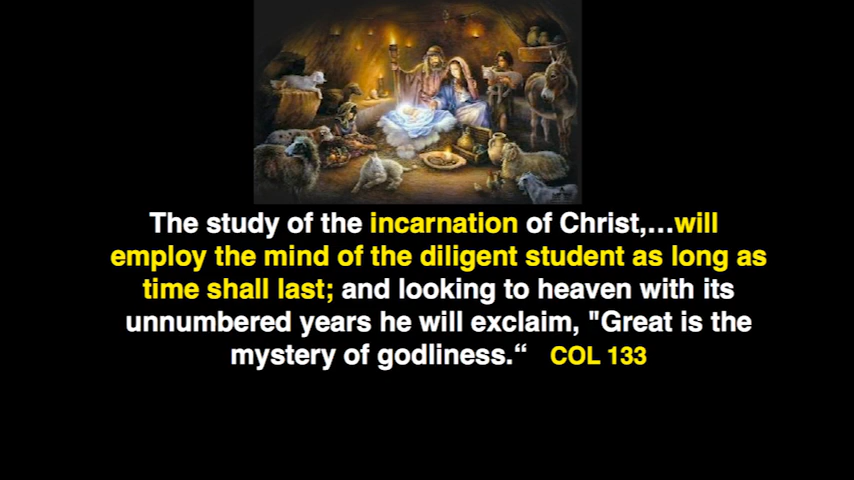 The study of the incarnation of Christ,...will
employ the mind of the diligent student as long as
time shall last; and looking to heaven with its
unnumbered years he will exclaim, "Great is the
mystery of godliness.“ COL 133